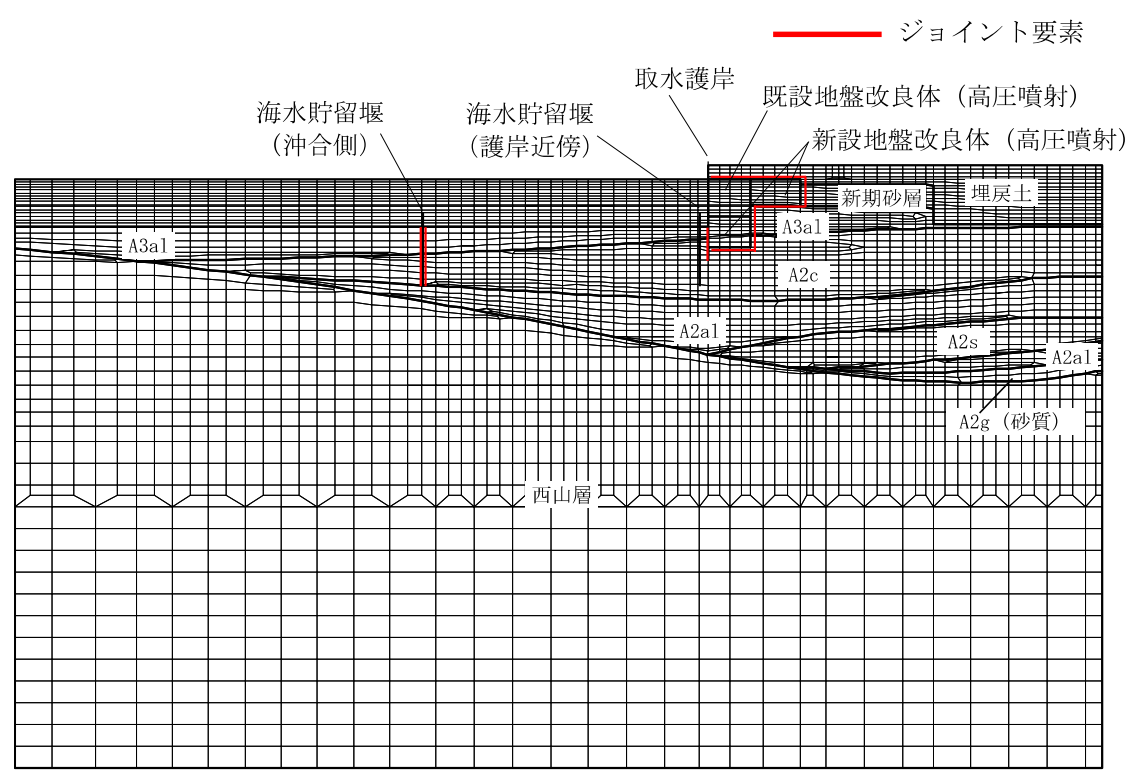 ジョイント要素
取水護岸
既設地盤改良体（高圧噴射）
海水貯留堰
（沖合側）
海水貯留堰
（護岸近傍）
新設地盤改良体（高圧噴射）
新期砂層
埋戻土
A3al
A3al
A2c
A2al
A2s
A2al
A2g（砂質）
西山層